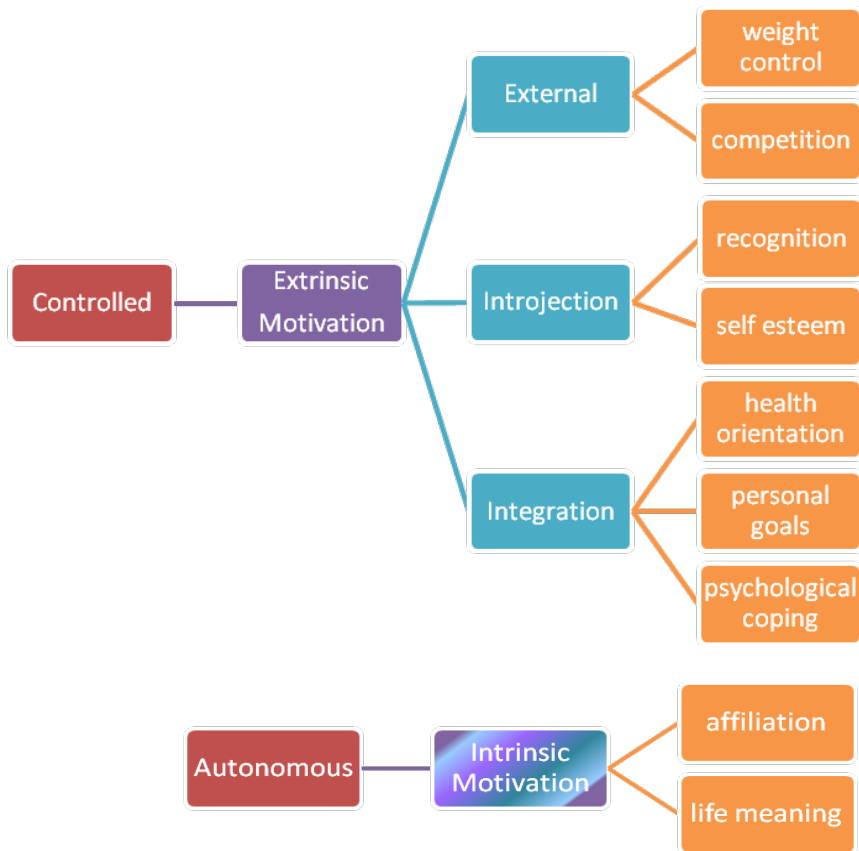 weight
control
External
competition
recognition
Controlled
Extrinsic
Motivation
Introjection
self esteem
health
orientation
Integration
personal
goals
psychological
coping
affiliation
Autonomous
Intrinsic
Motivation
life meaning